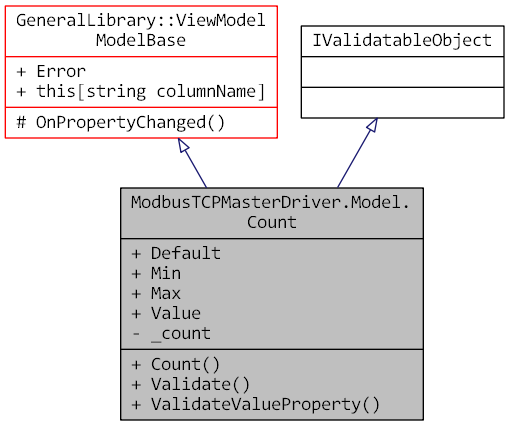 GeneralLibrary::ViewModel
ModelBase
+ Error
+ this[string columnName]
# OnPropertyChanged()
IValidatableObject
ModbusTCPMasterDriver.Model.
Count
+ Default
+ Min
+ Max
+ Value
- _count
+ Count()
+ Validate()
+ ValidateValueProperty()